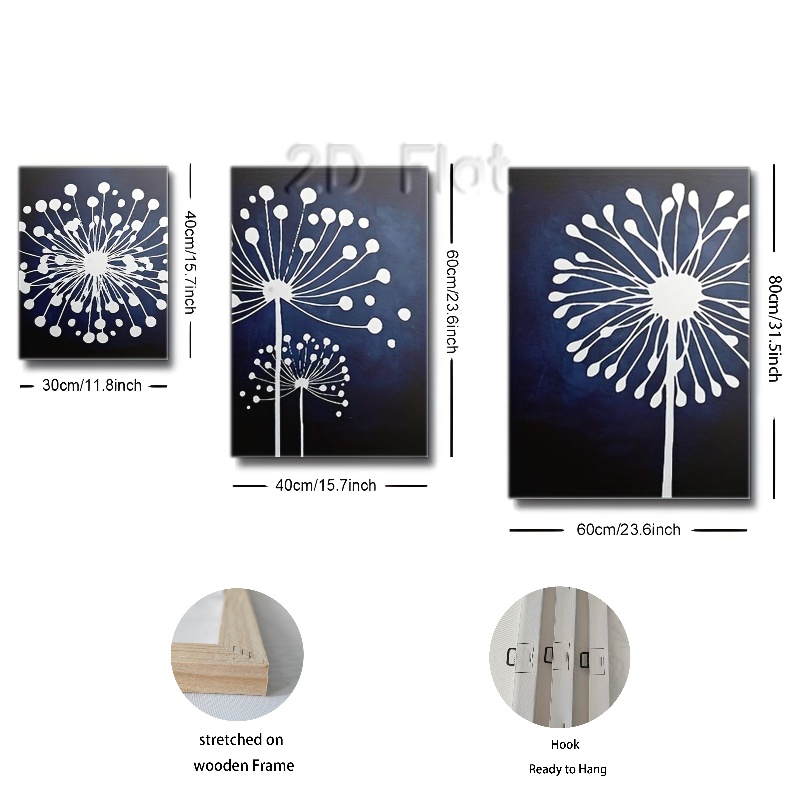 2D Flat
40cm/15.7inch
60cm/23.6inch
80cm/31.5inch
30cm/11.8inch
40cm/15.7inch
60cm/23.6inch
stretched on
wooden Frame
Hook
Ready to Hang